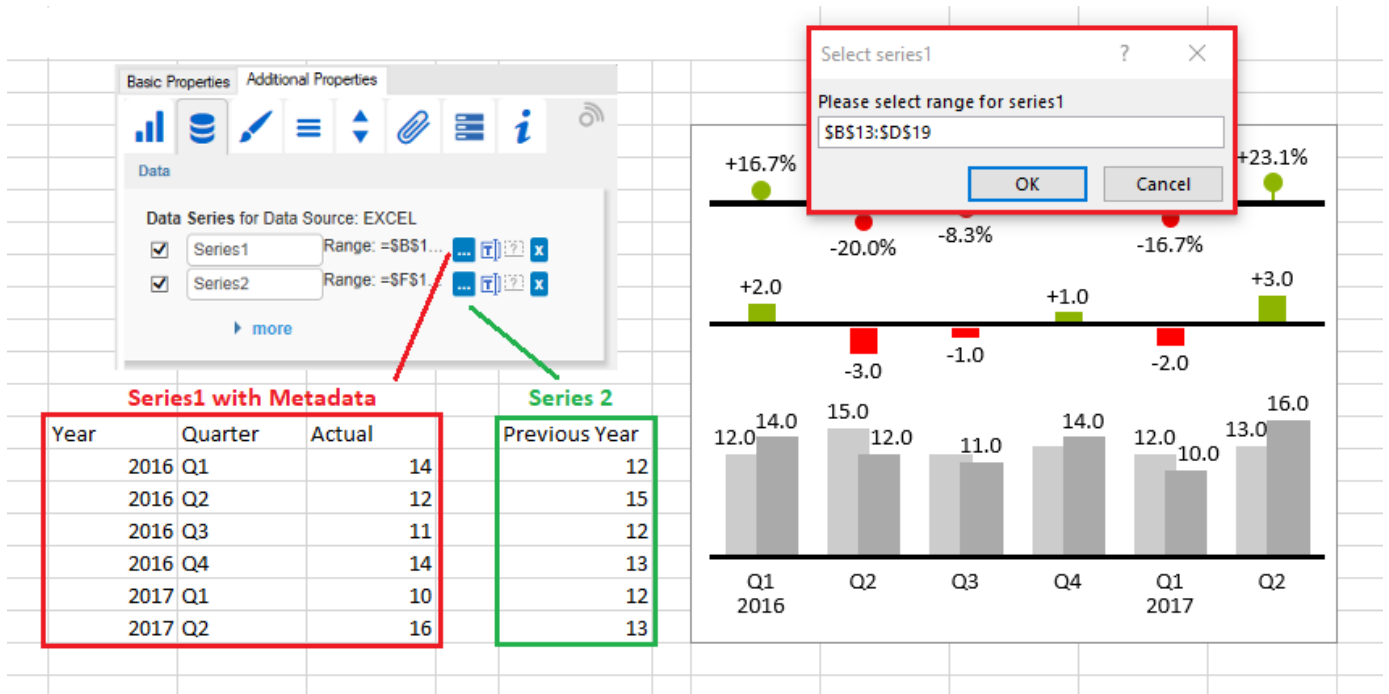 Basic Properties Additional Properties
Data
Data Series for Data Source: EXCEL
Series1 Range: =$B$1... ... T ? x
Series2 Range: =$F$1... ... T ? x
more
Select series1 ? ×
Please select range for series1
$B$13:$D$19
OK Cancel
Series1 with Metadata
Year Quarter Actual
2016 Q1 14
2016 Q2 12
2016 Q3 11
2016 Q4 14
2017 Q1 10
2017 Q2 16
Series 2
Previous Year
12
15
12
13
12
13
+16.7% +23.1%
-20.0% -8.3% -16.7%
+2.0 +1.0 +3.0
-3.0 -1.0 -2.0
12.0 14.0 15.0 12.0 11.0 14.0 12.0 10.0 13.0 16.0
Q1 Q2 Q3 Q4 Q1 Q2
2016 2017